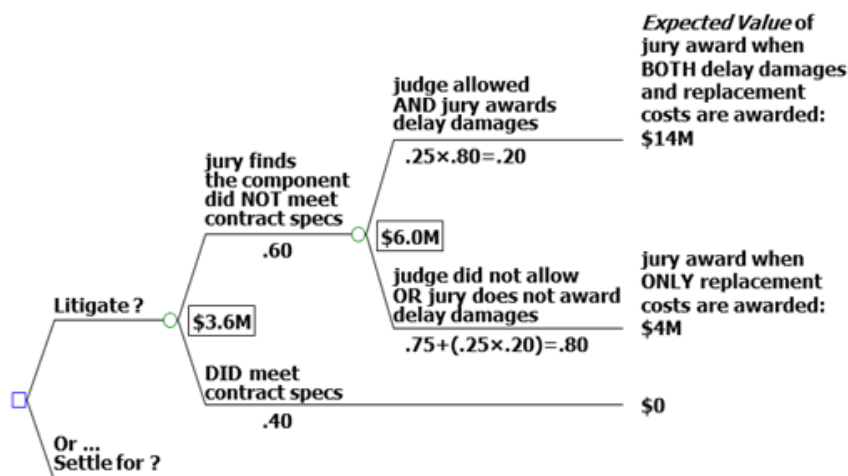 Expected Value of
jury award when
BOTH delay damages
and replacement
costs are awarded:
$14M
judge allowed
AND jury awards
delay damages
.25×.80=.20
jury finds
the component
did NOT meet
contract specs
.60
$6.0M
judge did not allow
OR jury does not award
delay damages
.75+(.25×.20)=.80
jury award when
ONLY replacement
costs are awarded:
$4M
Litigate ?
$3.6M
DID meet
contract specs
.40
$0
Or ...
Settle for ?